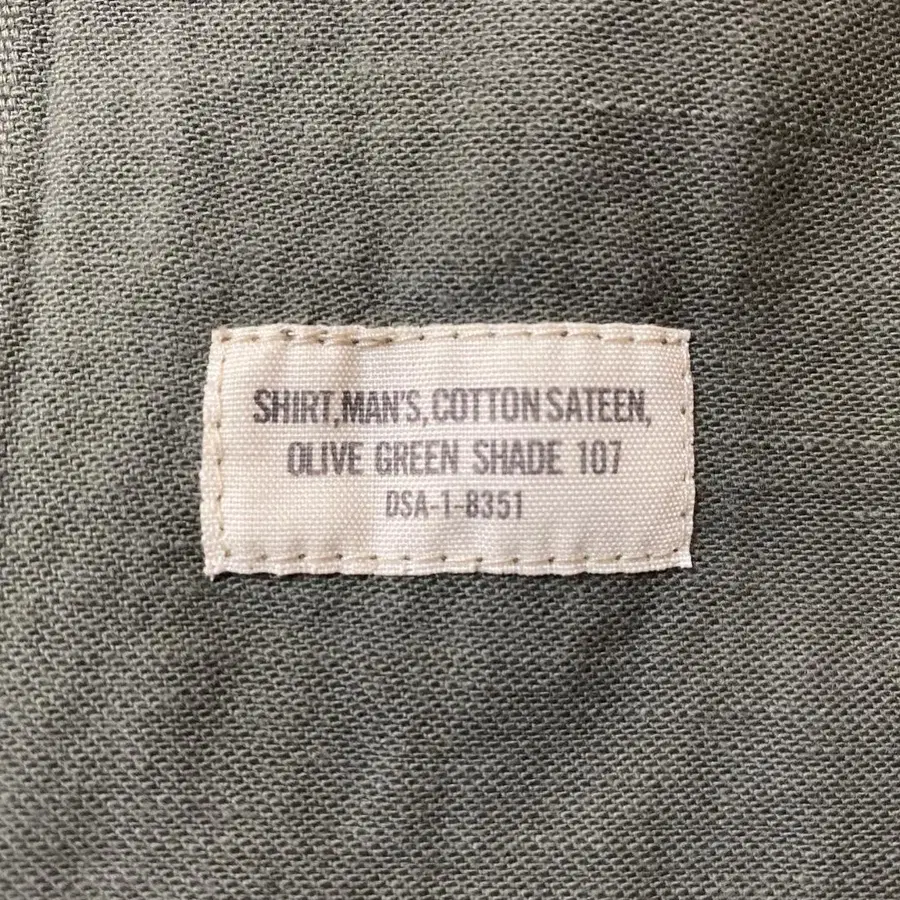 SHIRT,MAN'S,COTTON SATEEN,
OLIVE GREEN SHADE 107
DSA-1-8351